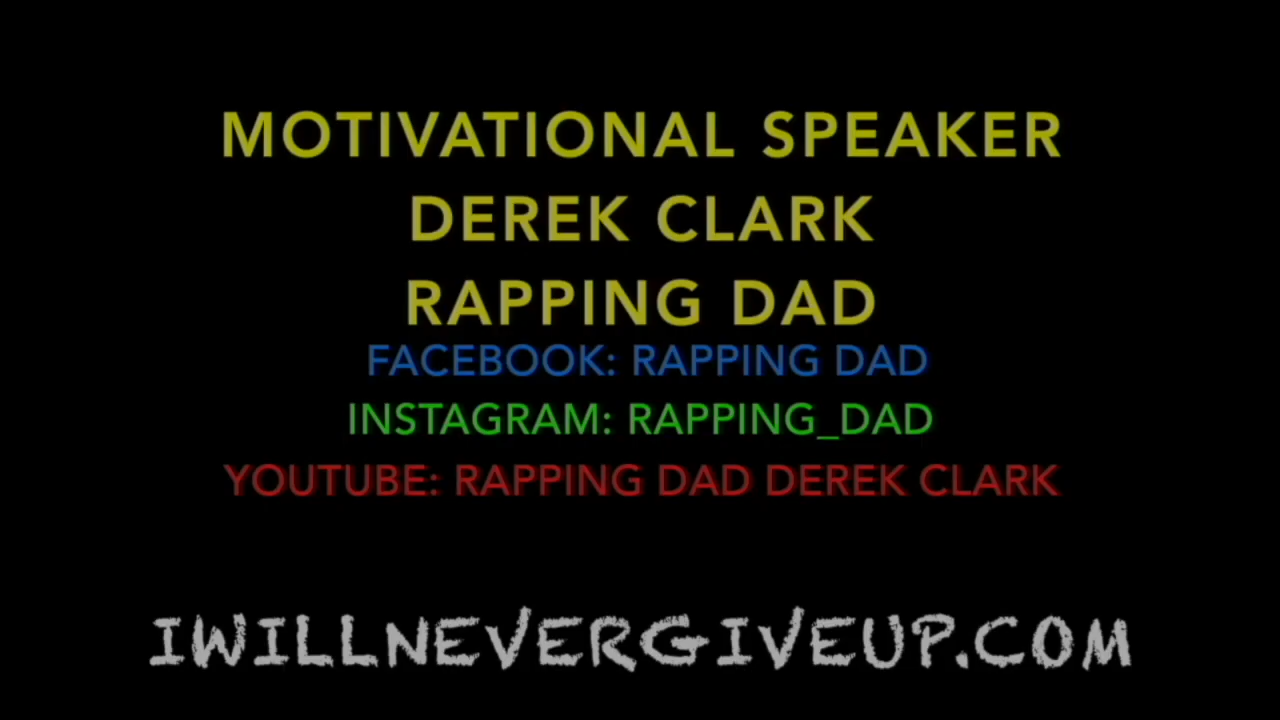 MOTIVATIONAL SPEAKER
DEREK CLARK
RAPPING DAD
FACEBOOK: RAPPING DAD
INSTAGRAM: RAPPING_DAD
YOUTUBE: RAPPING DAD DEREK CLARK
IWILLNEVERGIVEUP.COM